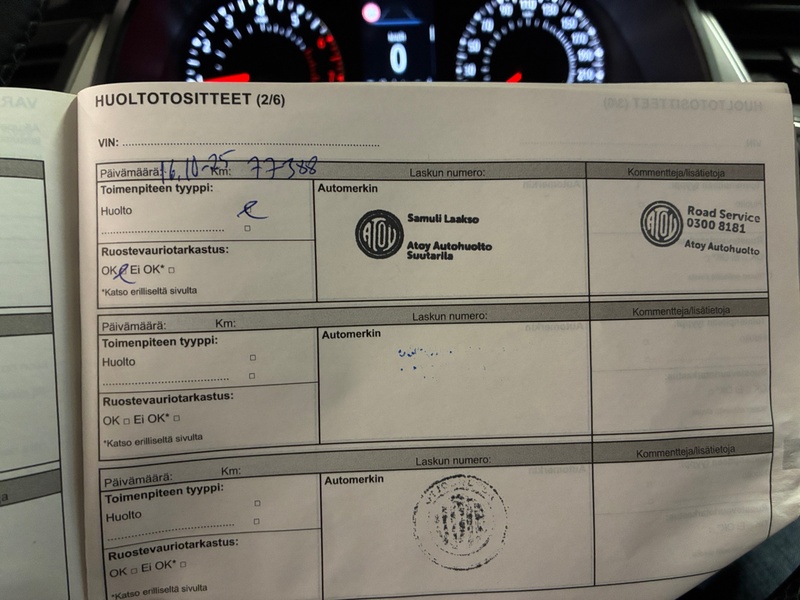 HUOLTOTOSITTEET (2/6)
VIN:
Päivämäärä: 16.10-25 Km: 77388 Laskun numero: Kommentteja/lisätietoja
Toimenpiteen tyyppi:
Huolto
Ruostevauriotarkastus:
OK Ei OK*
*Katso erilliseltä sivulta
Automerkin
ATOY
Samuli Laakso
Atoy Autohuolto
Suutarila
ATOY
Road Service
0300 8181
Atoy Autohuolto
Päivämäärä: Km: Laskun numero: Kommentteja/lisätietoja
Toimenpiteen tyyppi:
Huolto
Ruostevauriotarkastus:
OK Ei OK*
*Katso erilliseltä sivulta
Automerkin
Päivämäärä: Km: Laskun numero: Kommentteja/lisätietoja
Toimenpiteen tyyppi:
Huolto
Ruostevauriotarkastus:
OK Ei OK*
*Katso erilliseltä sivulta
Automerkin
0